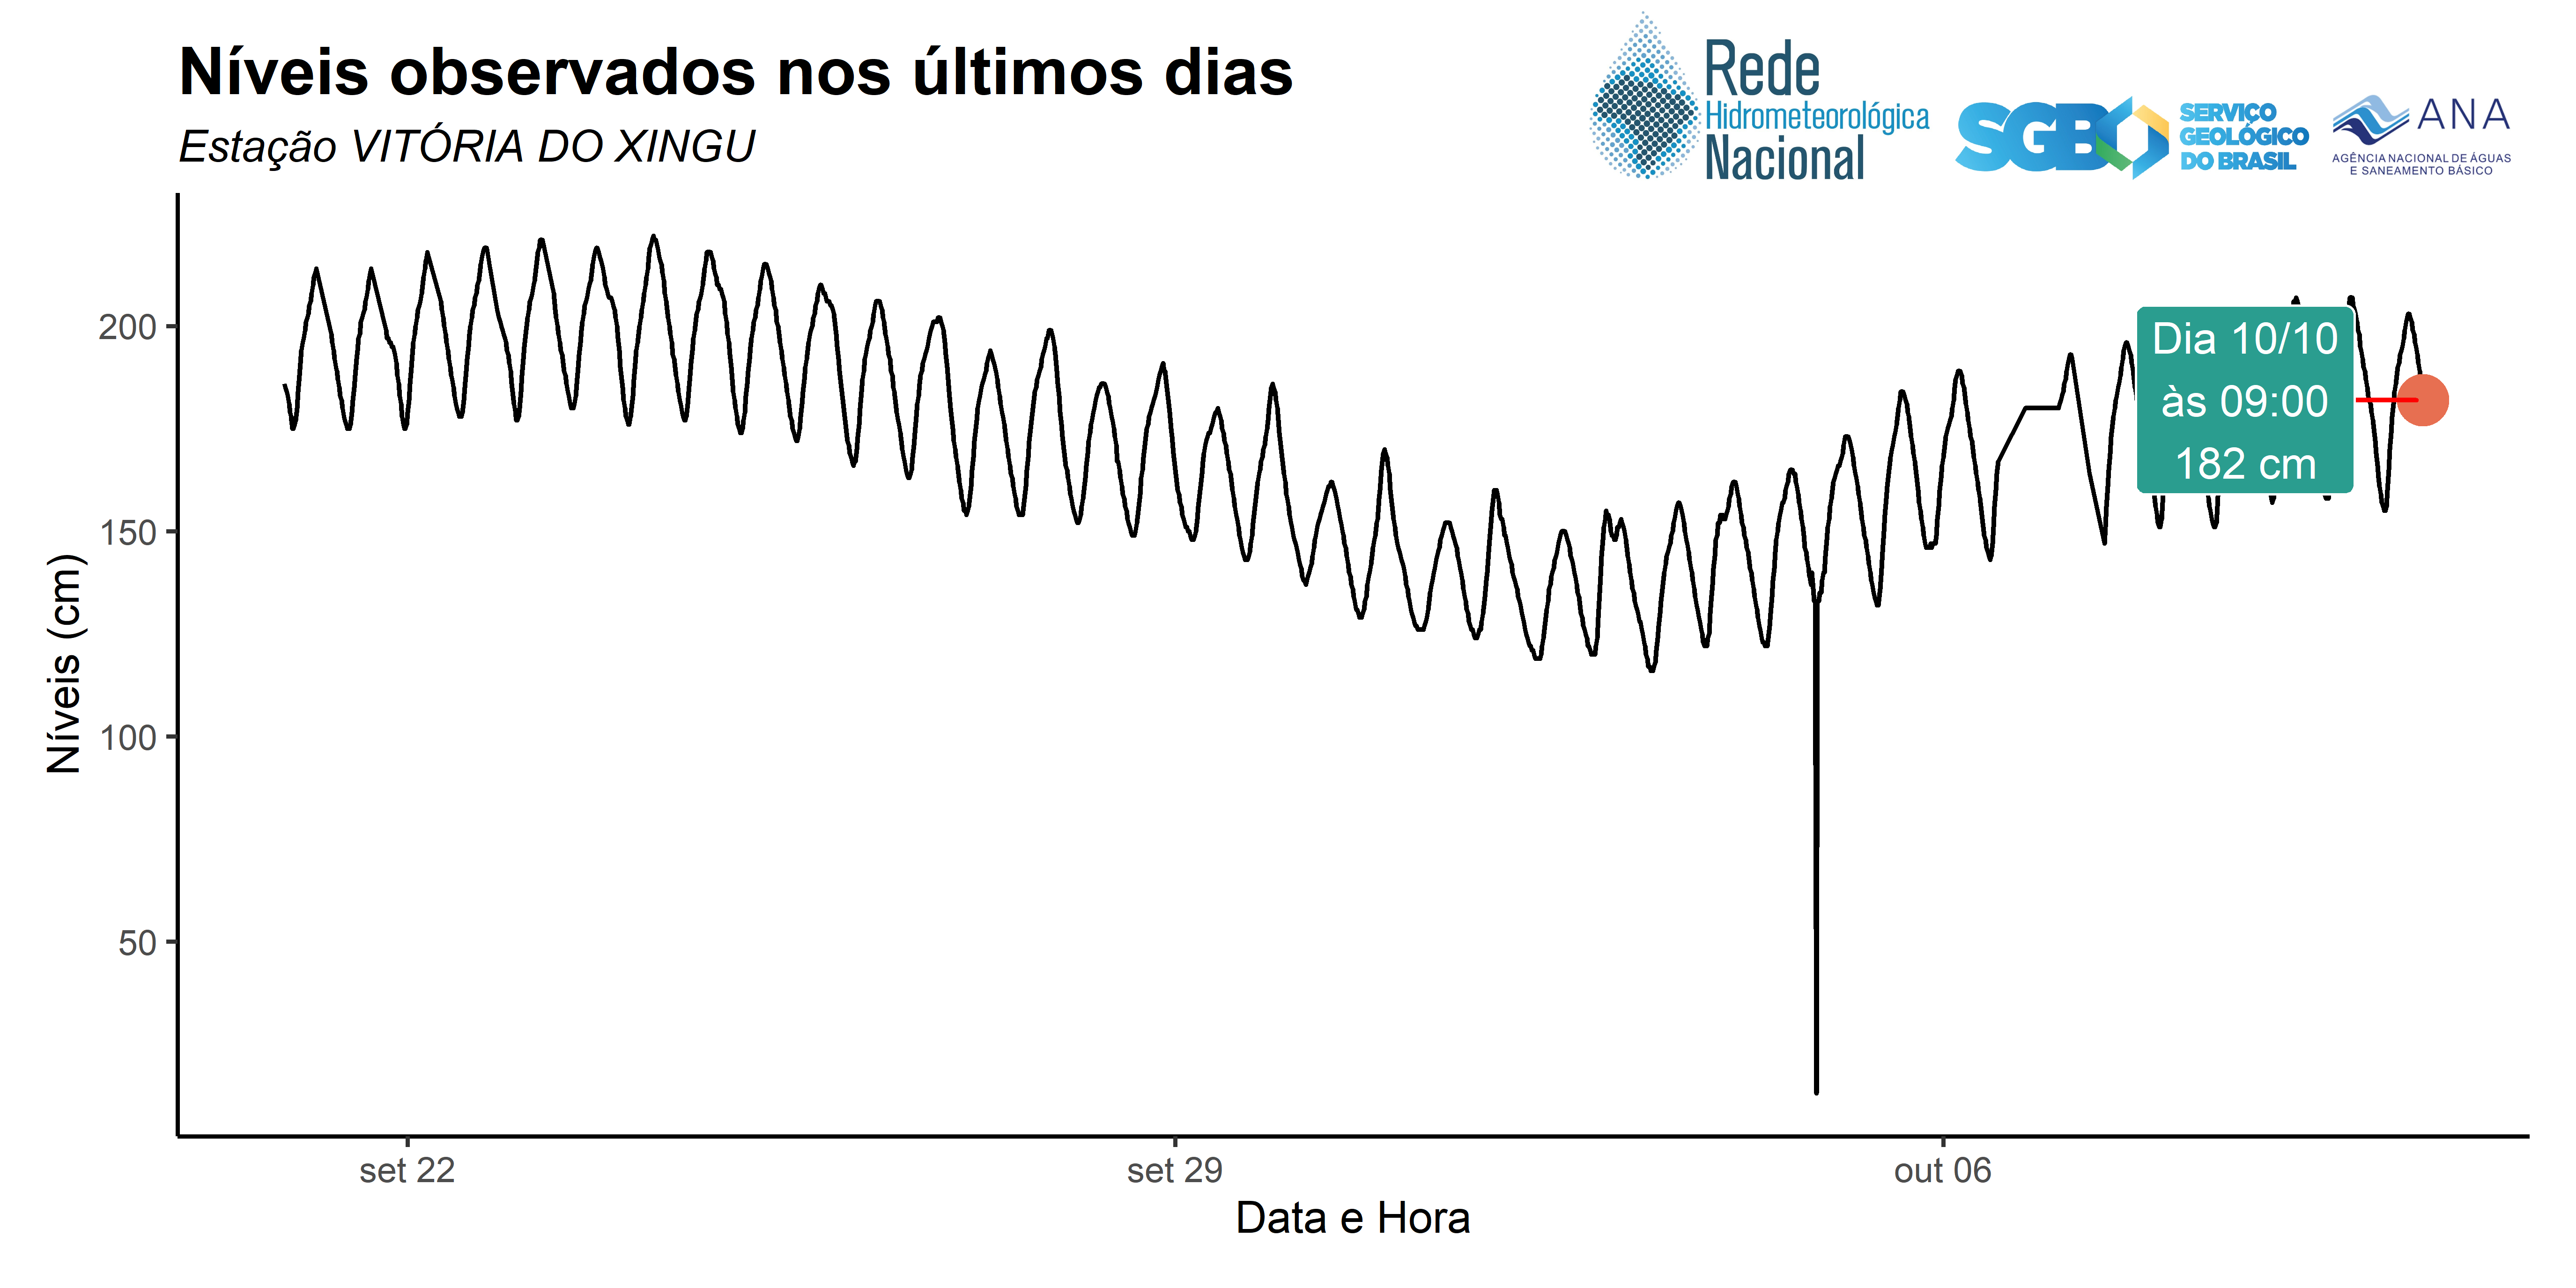 Níveis observados nos últimos dias
Estação VITÓRIA DO XINGU
Rede
Hidrometeorológica
Nacional
SGB
SERVIÇO
GEOLÓGICO
DO BRASIL
ANA
AGÊNCIA NACIONAL DE ÁGUAS
E SANEAMENTO BÁSICO
Níveis (cm)
200
150
100
50
Dia 10/10
às 09:00
182 cm
set 22
set 29
out 06
Data e Hora